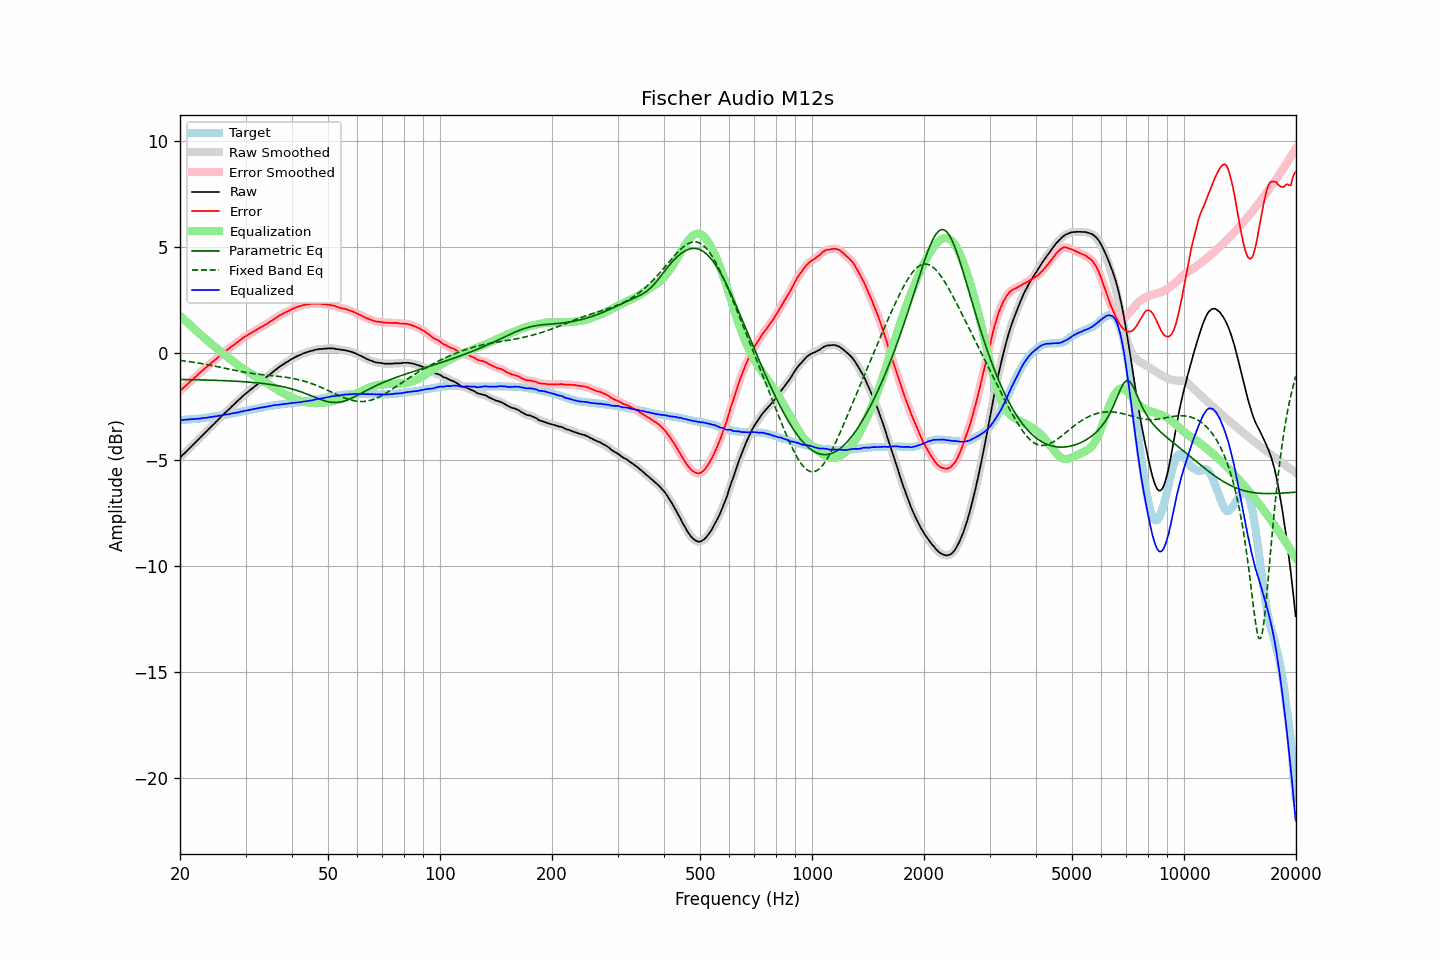 Fischer Audio M12s
Target
Raw Smoothed
Error Smoothed
Raw
Error
Equalization
Parametric Eq
Fixed Band Eq
Equalized
10
5
0
−5
−10
−15
−20
Amplitude (dBr)
20 50 100 200 500 1000 2000 5000 10000 20000
Frequency (Hz)